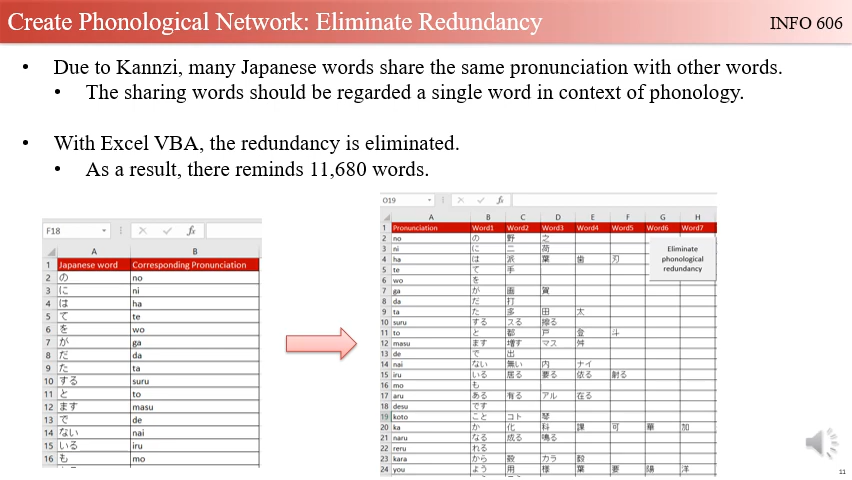 Create Phonological Network: Eliminate Redundancy
INFO 606
• Due to Kannzi, many Japanese words share the same pronunciation with other words.
• The sharing words should be regarded a single word in context of phonology.
• With Excel VBA, the redundancy is eliminated.
• As a result, there reminds 11,680 words.
F18
fx
A B
1 Japanese word Corresponding Pronunciation
2 の no
3 に ni
4 は ha
5 て te
6 を wo
7 が ga
8 だ da
9 た ta
10 する suru
11 と to
12 ます masu
13 で de
14 ない nai
15 いる iru
16 も mo
O19
fx
A B C D E F G H
1 Pronunciation Word1 Word2 Word3 Word4 Word5 Word6 Word7
2 no の 野 之
3 ni に 二 荷
4 ha は 派 葉 歯 刃
5 te て 手
6 wo を
7 ga が 画 賀
8 da だ 打
9 ta た 多 田 太
10 suru する スる 擦る
11 to と 都 戸 登 斗
12 masu ます 増す マス 舛
13 de で 出
14 nai ない 無い 内 ナイ
15 iru いる 居る 要る 依る 射る
16 mo も
17 aru ある 有る アル 在る
18 desu です
19 koto こと コト 琴
20 ka か 化 科 課 可 華 加
21 naru なる 成る 鳴る
22 reru れる
23 kara から 殻 カラ
24 you よう 用 様 葉 要 陽 洋
Eliminate
phonological
redundancy
11